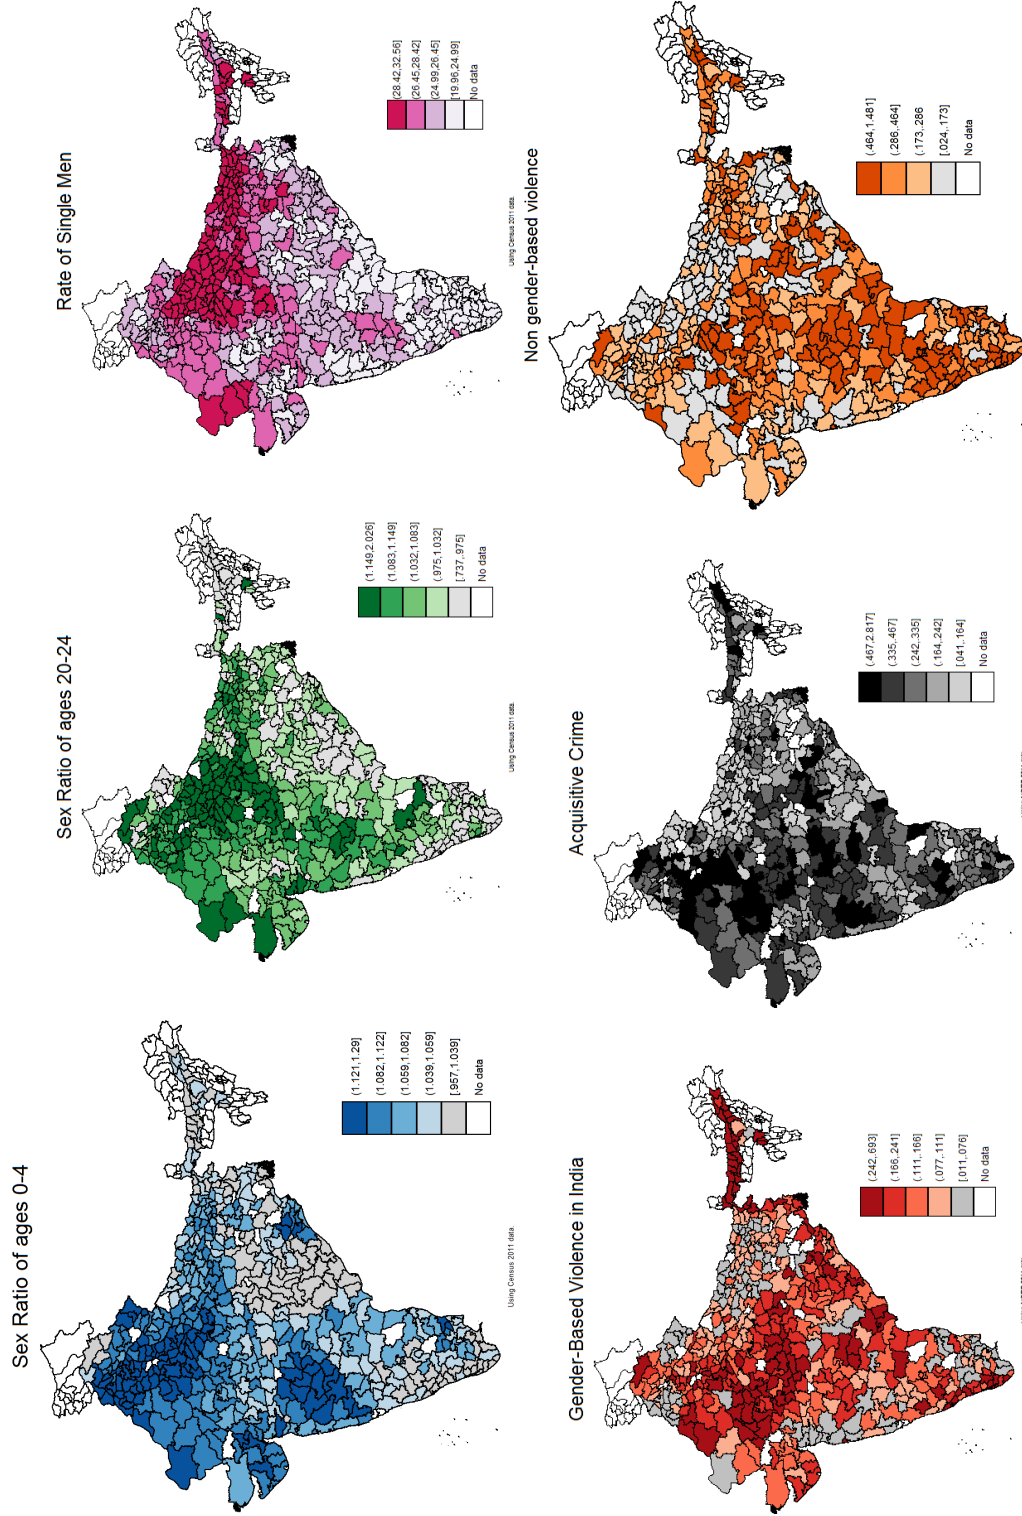 Sex Ratio of ages 0-4
(1.121,1.29]
(1.082,1.122]
(1.059,1.082]
(1.039,1.059]
[.957,1.039]
No data
Using Census 2011 data.
Sex Ratio of ages 20-24
(1.149,2.026]
(1.083,1.149]
(1.032,1.083]
(.975,1.032]
[.737,.975]
No data
Using Census 2011 data.
Rate of Single Men
(28.42,32.56]
(26.45,28.42]
(24.99,26.45]
[19.96,24.99]
No data
Using Census 2011 data.
Gender-Based Violence in India
(.242,.693]
(.166,.241]
(.111,.166]
(.077,.111]
[.011,.076]
No data
Acquisitive Crime
(.467,2.817]
(.335,.467]
(.242,.335]
(.164,.242]
[.041,.164]
No data
Non gender-based violence
(.464,1.481]
(.286,.464]
(.173,.286
[.024,.173]
No data